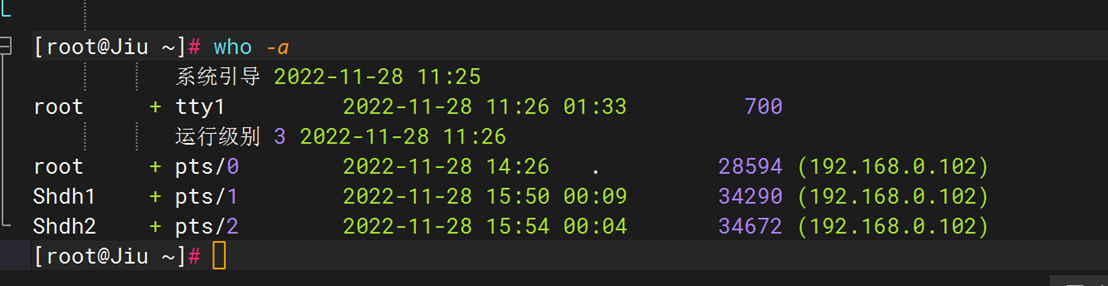 [root@Jiu ~]# who -a
系统引导 2022-11-28 11:25
root + tty1 2022-11-28 11:26 01:33 700
运行级别 3 2022-11-28 11:26
root + pts/0 2022-11-28 14:26 . 28594 (192.168.0.102)
Shdh1 + pts/1 2022-11-28 15:50 00:09 34290 (192.168.0.102)
Shdh2 + pts/2 2022-11-28 15:54 00:04 34672 (192.168.0.102)
[root@Jiu ~]#